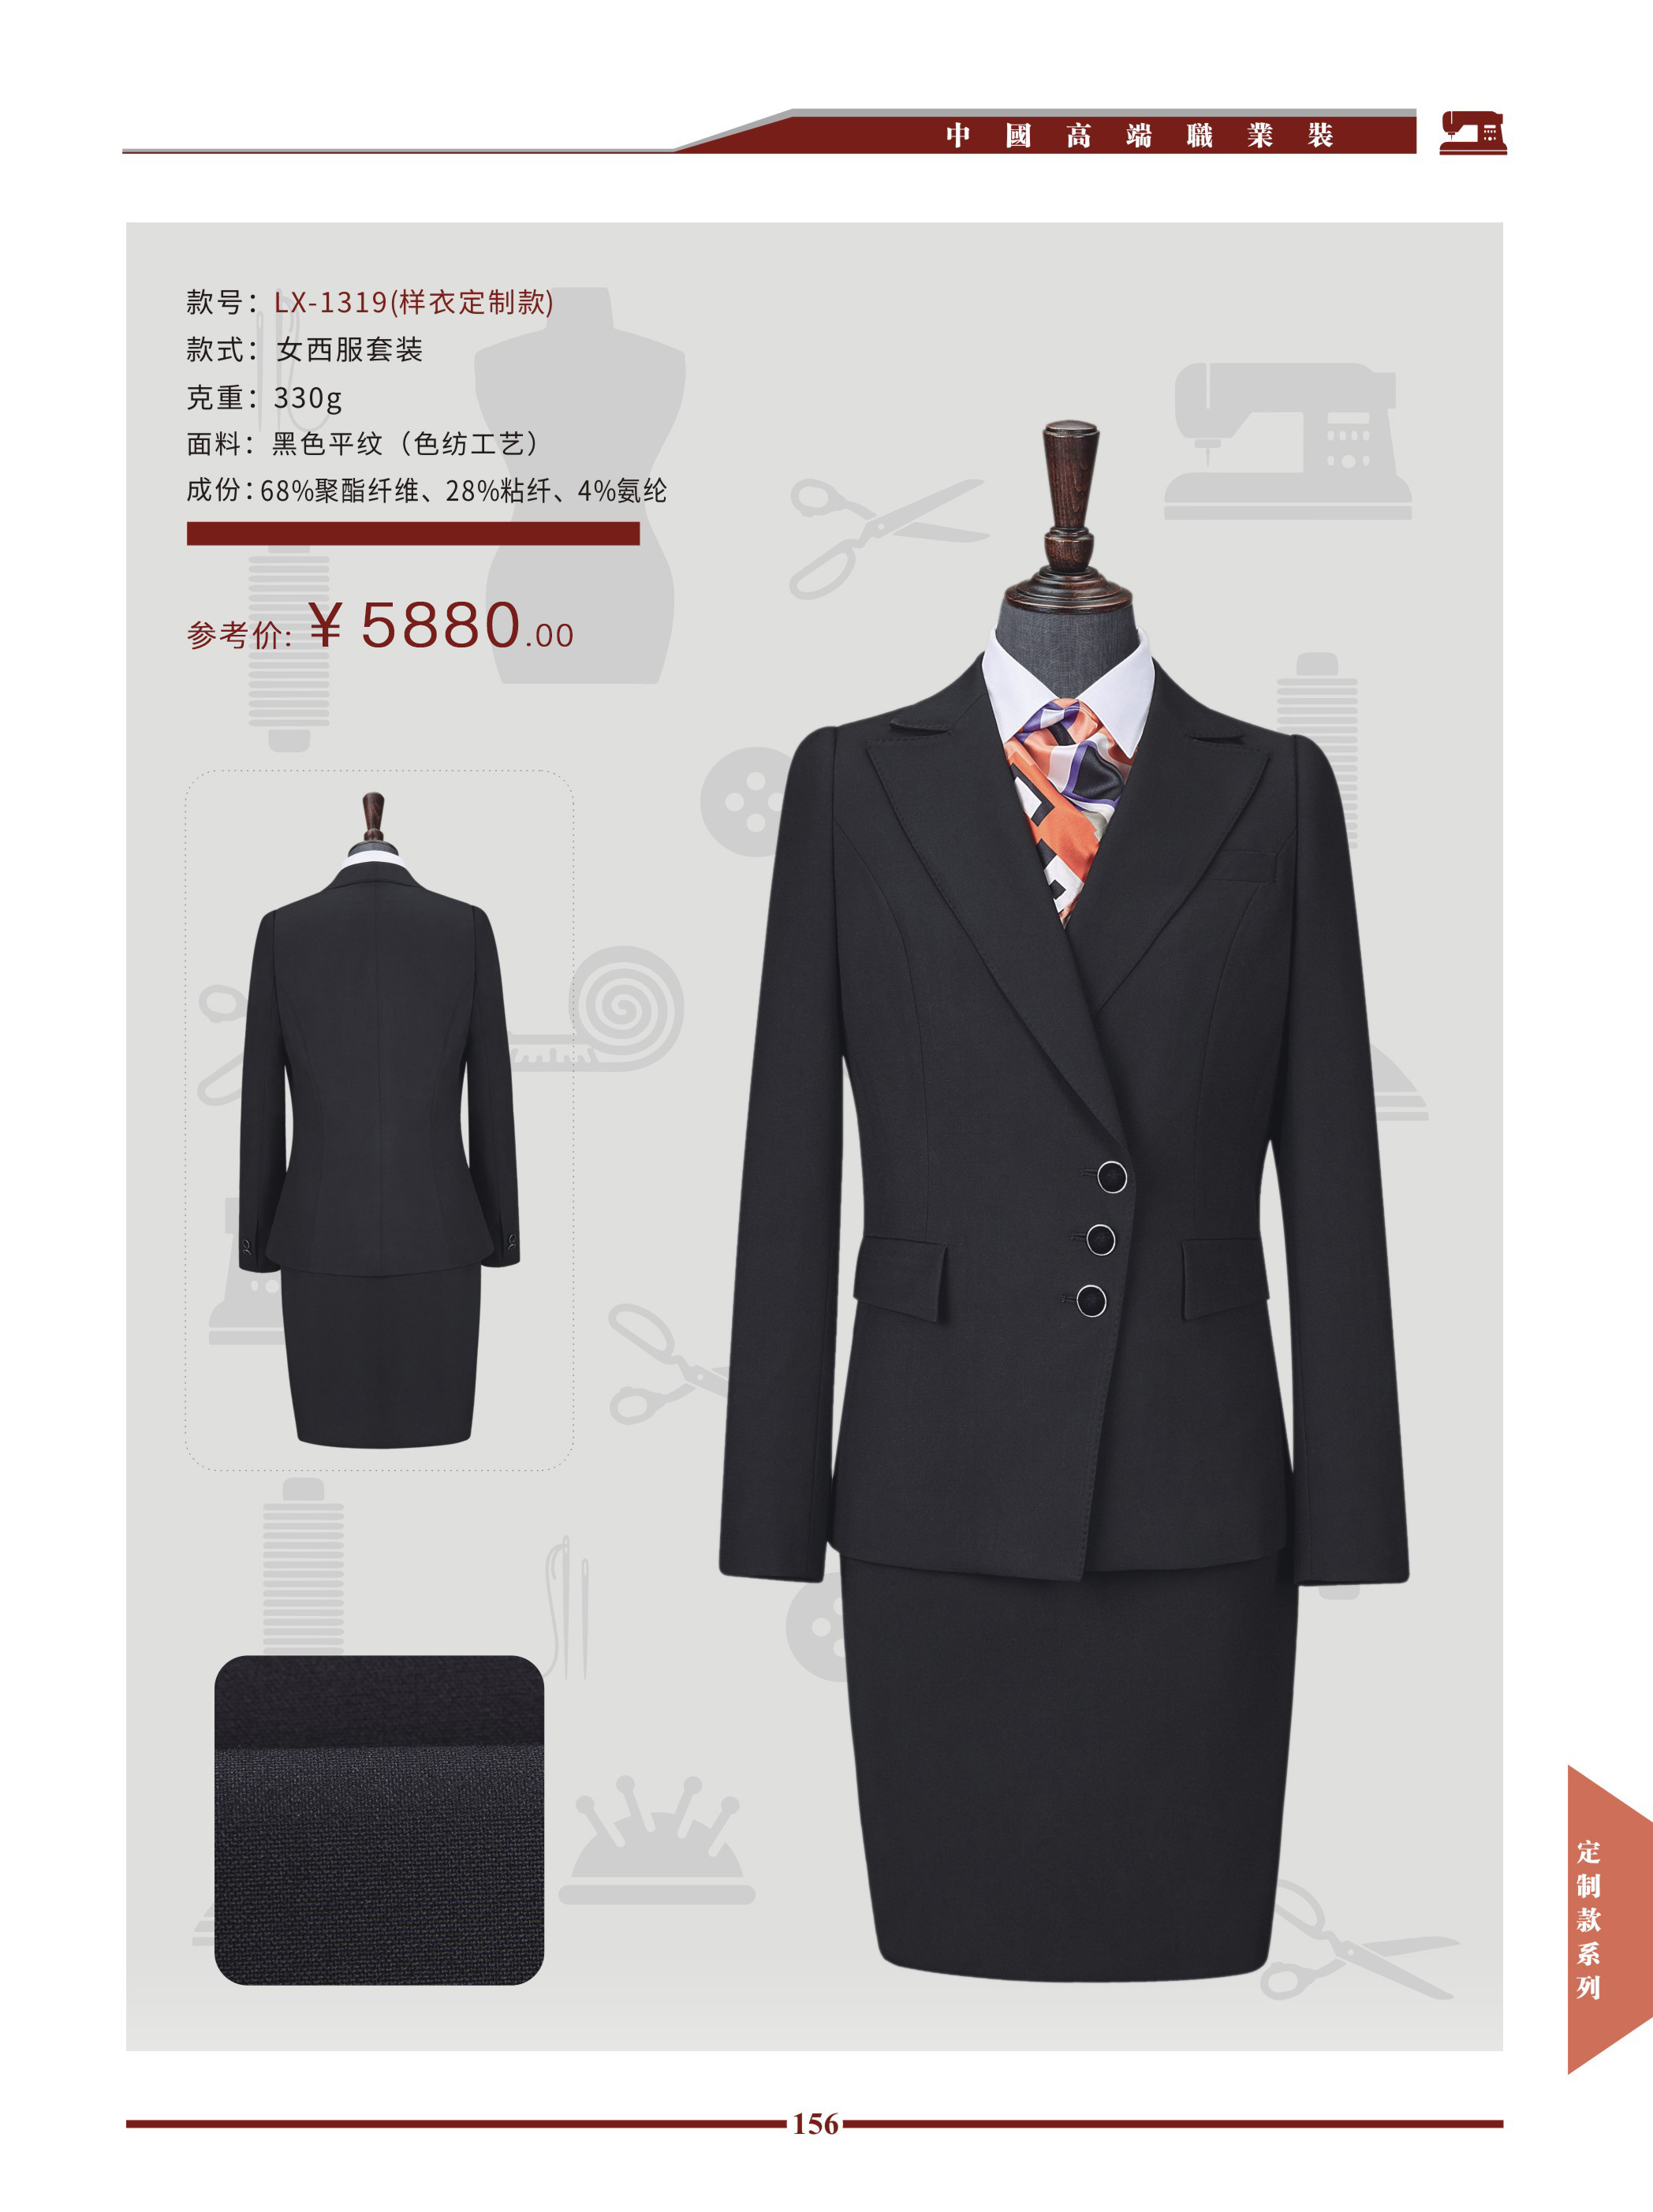 中國高端職業裝
款号：LX-1319(样衣定制款)
款式：女西服套装
克重：330g
面料：黑色平纹（色纺工艺）
成份：68%聚酯纤维、28%粘纤、4%氨纶
参考价: ¥ 5880.00
定制款系列
156